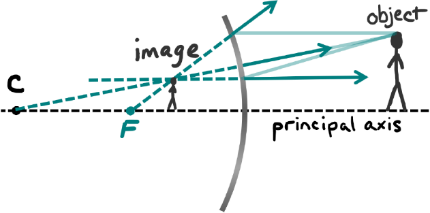 object
image
C
F
principal axis